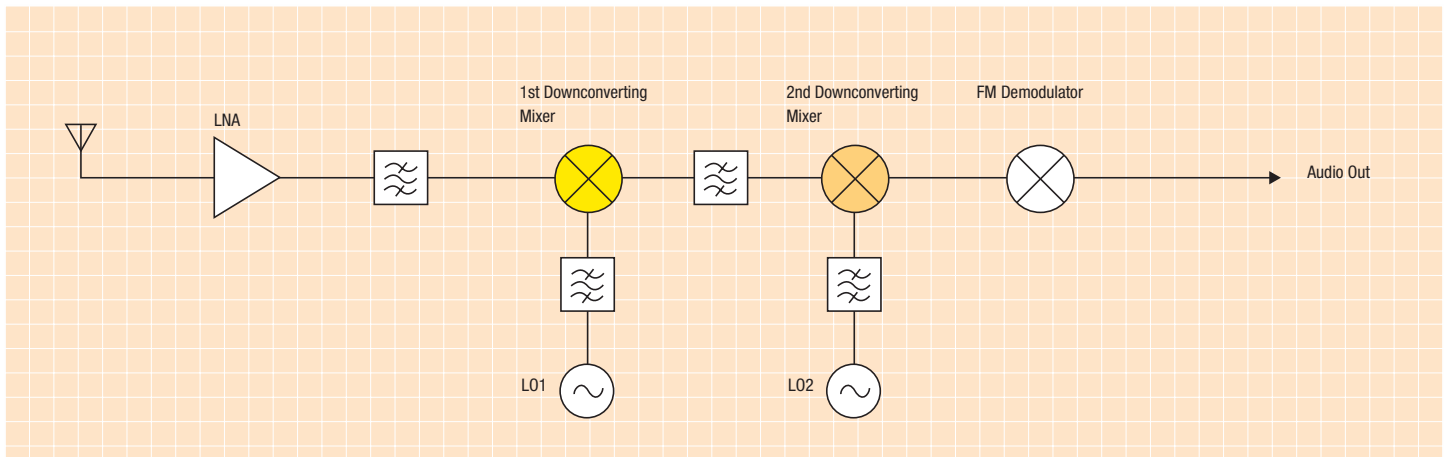 1st Downconverting
Mixer
2nd Downconverting
Mixer
FM Demodulator
LNA
Audio Out
LO1
LO2